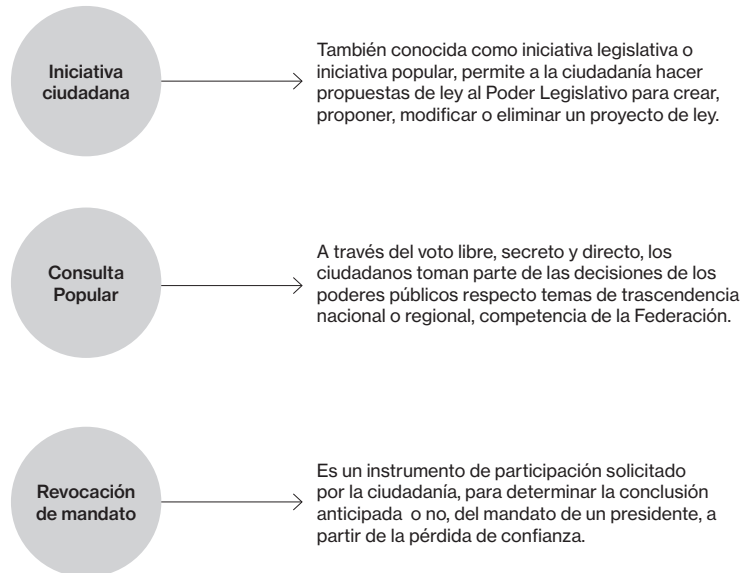 Iniciativa
ciudadana
También conocida como iniciativa legislativa o
iniciativa popular, permite a la ciudadanía hacer
propuestas de ley al Poder Legislativo para crear,
proponer, modificar o eliminar un proyecto de ley.
Consulta
Popular
A través del voto libre, secreto y directo, los
ciudadanos toman parte de las decisiones de los
poderes públicos respecto temas de trascendencia
nacional o regional, competencia de la Federación.
Revocación
de mandato
Es un instrumento de participación solicitado
por la ciudadanía, para determinar la conclusión
anticipada o no, del mandato de un presidente, a
partir de la pérdida de confianza.